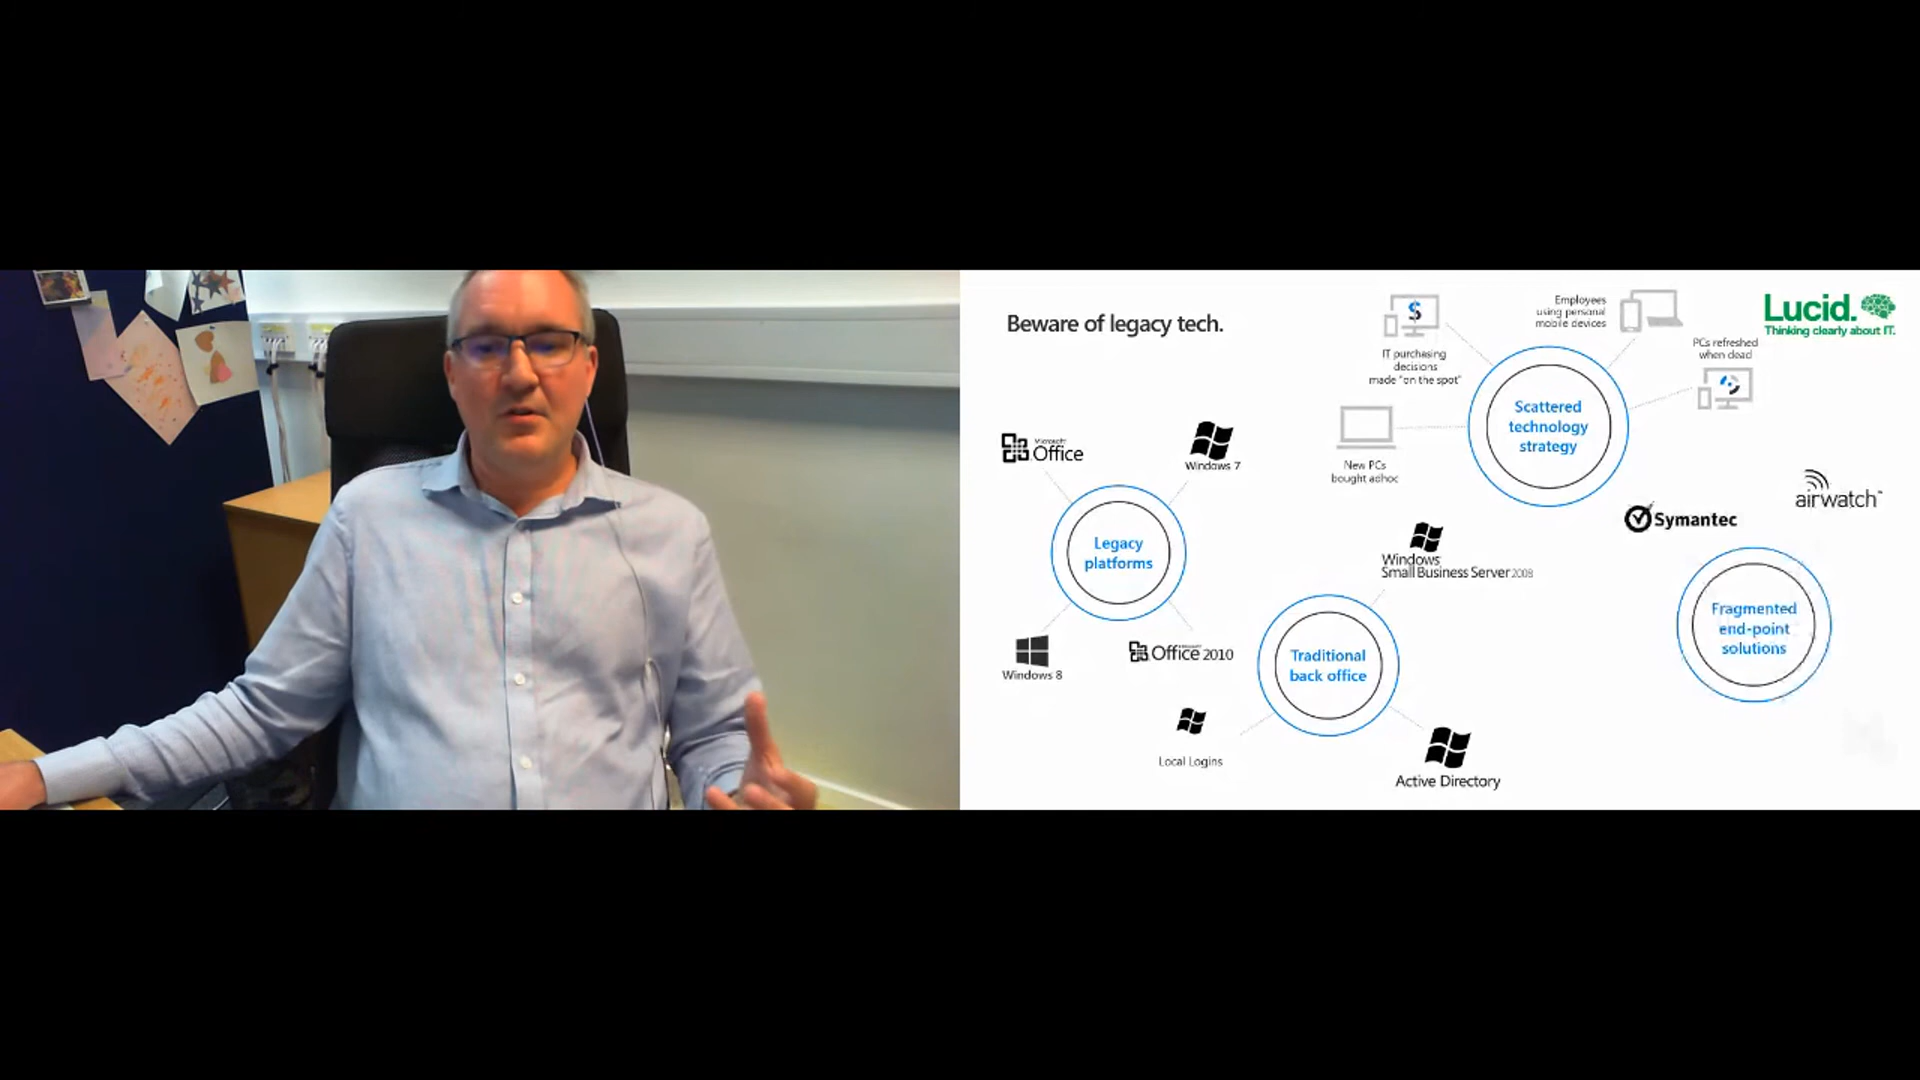 Beware of legacy tech.
Lucid.
Thinking clearly about IT.
IT purchasing
decisions
made "on the spot"
Employees
using personal
mobile devices
PCs refreshed
when dead
New PCs
bought adhoc
Scattered
technology
strategy
Microsoft
Office
Windows 7
Legacy
platforms
Windows 8
Office 2010
Windows
Small Business Server 2008
Traditional
back office
Local Logins
Active Directory
Symantec
airwatch™
Fragmented
end-point
solutions